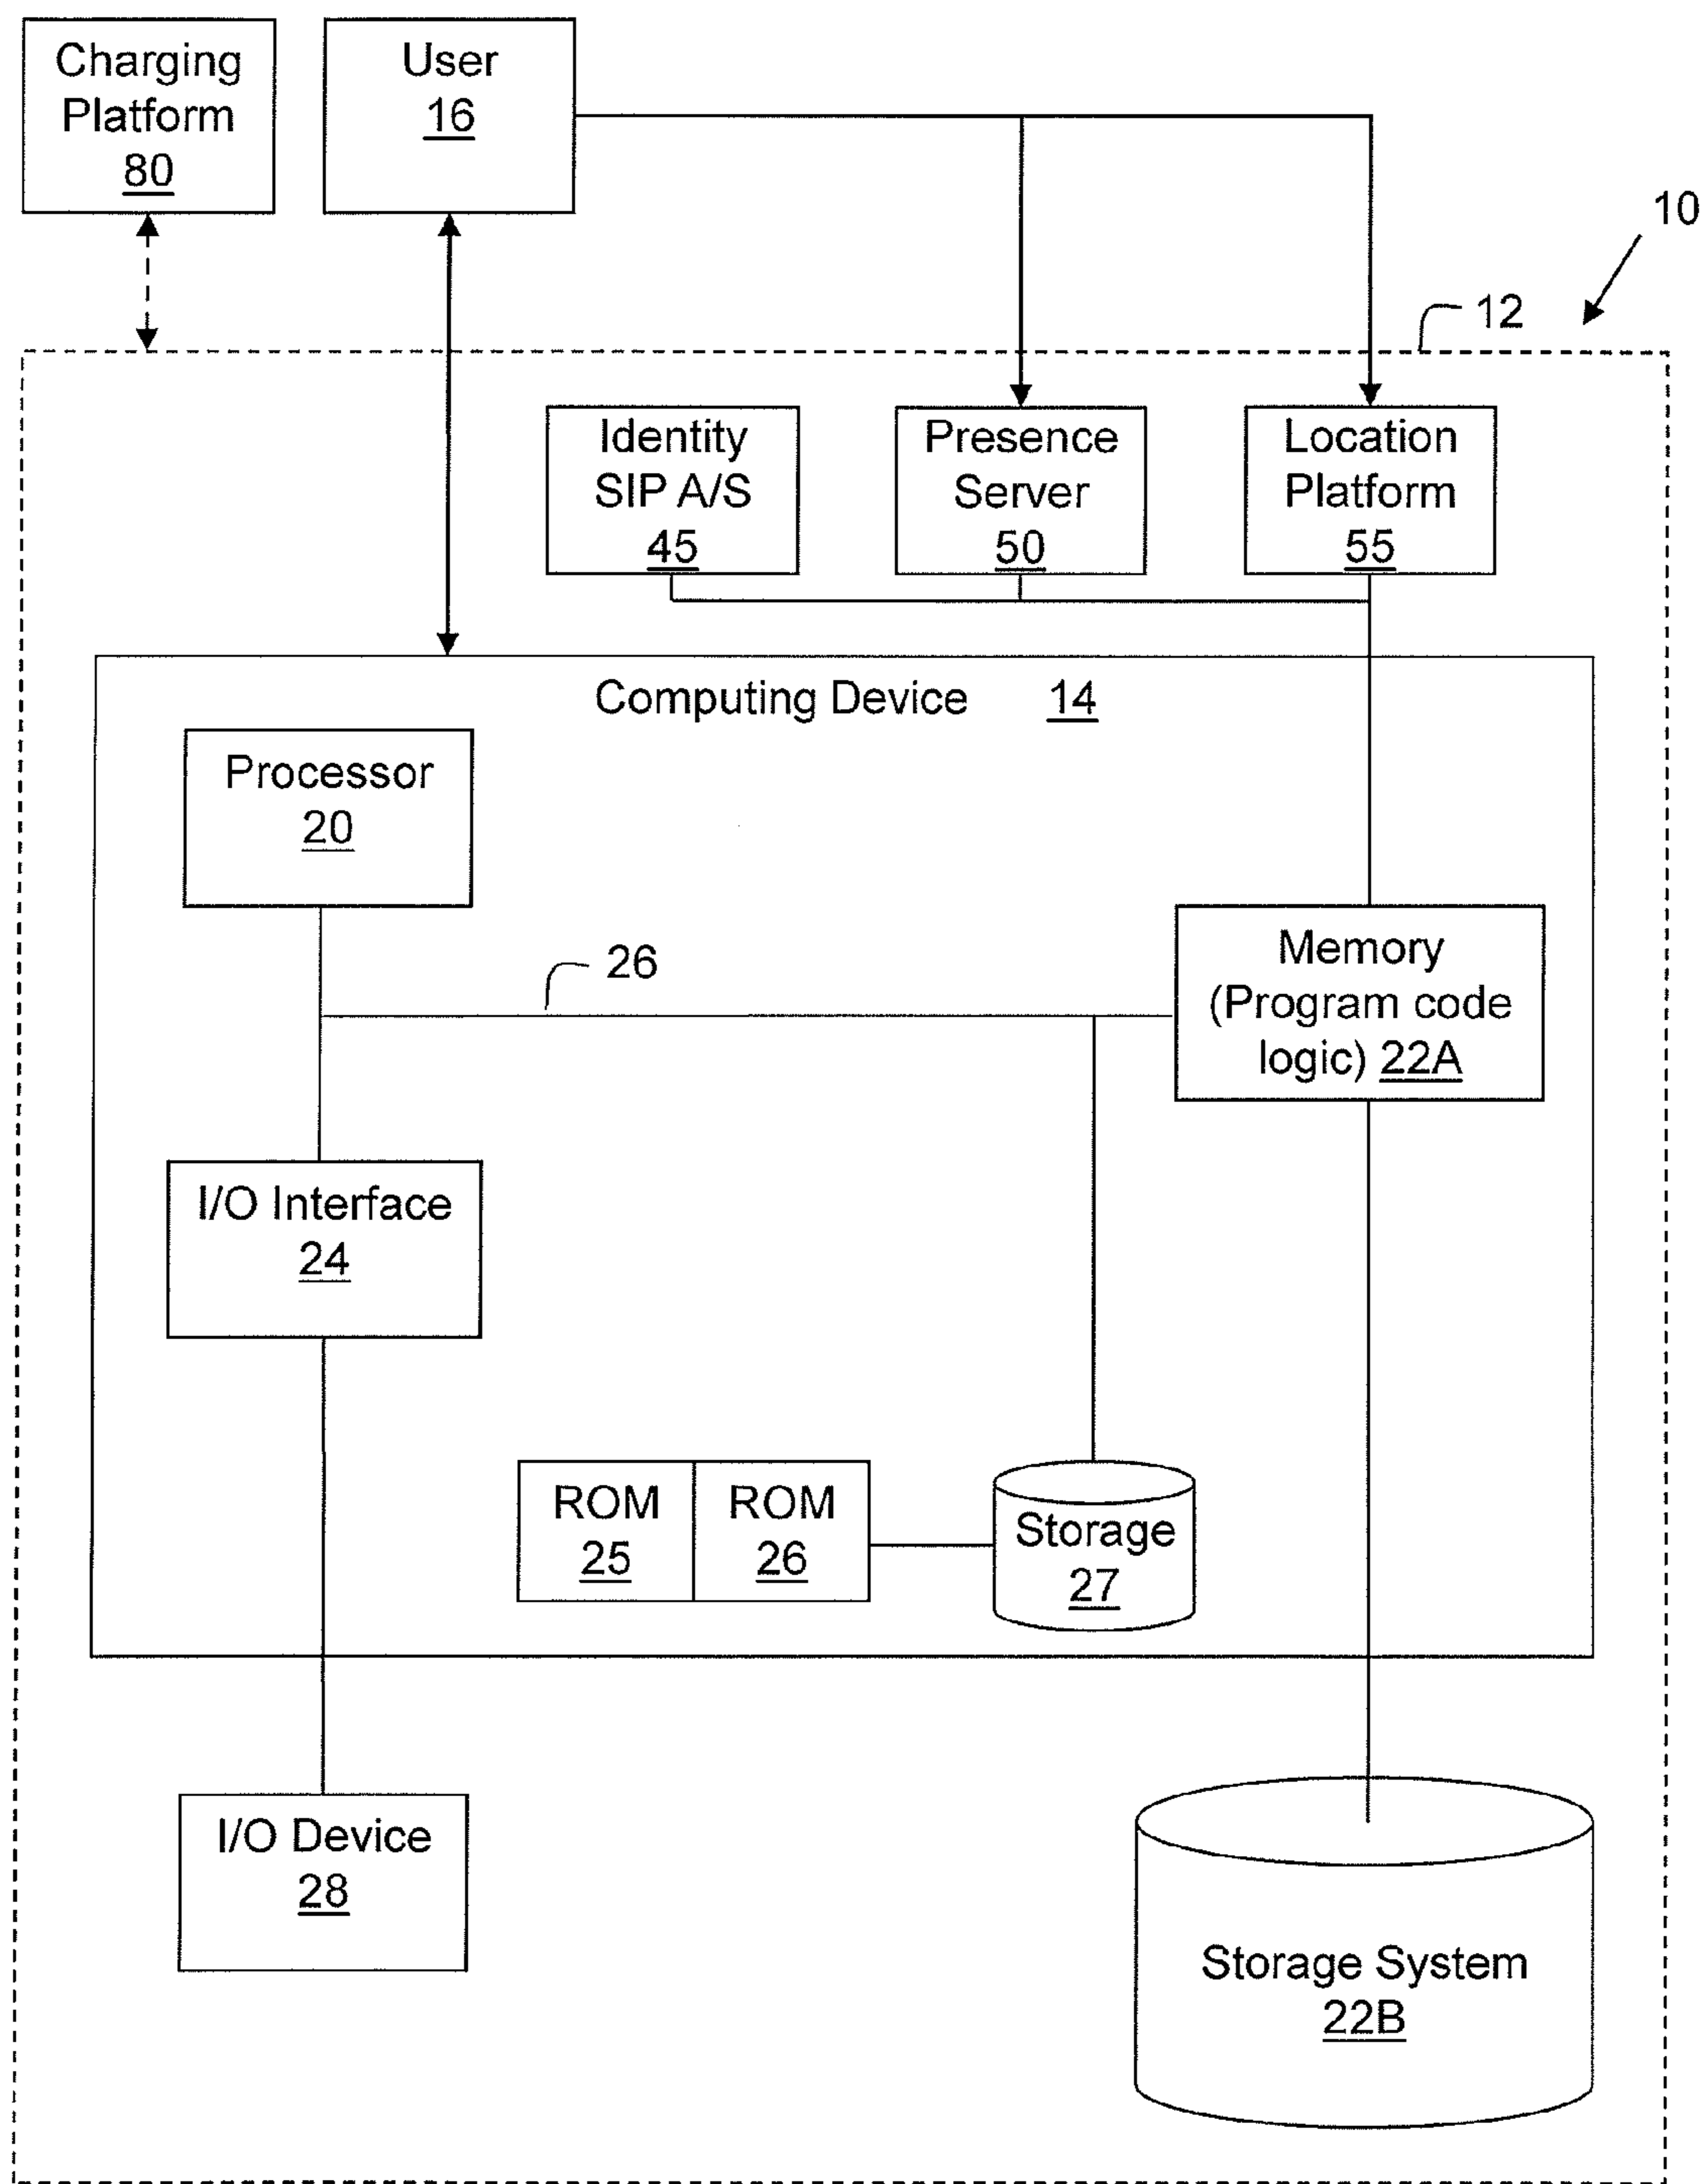 Charging
Platform
80
User
16
10
12
Identity
SIP A/S
45
Presence
Server
50
Location
Platform
55
Computing Device 14
Processor
20
26
Memory
(Program code
logic) 22A
I/O Interface
24
ROM
25
ROM
26
Storage
27
I/O Device
28
Storage System
22B